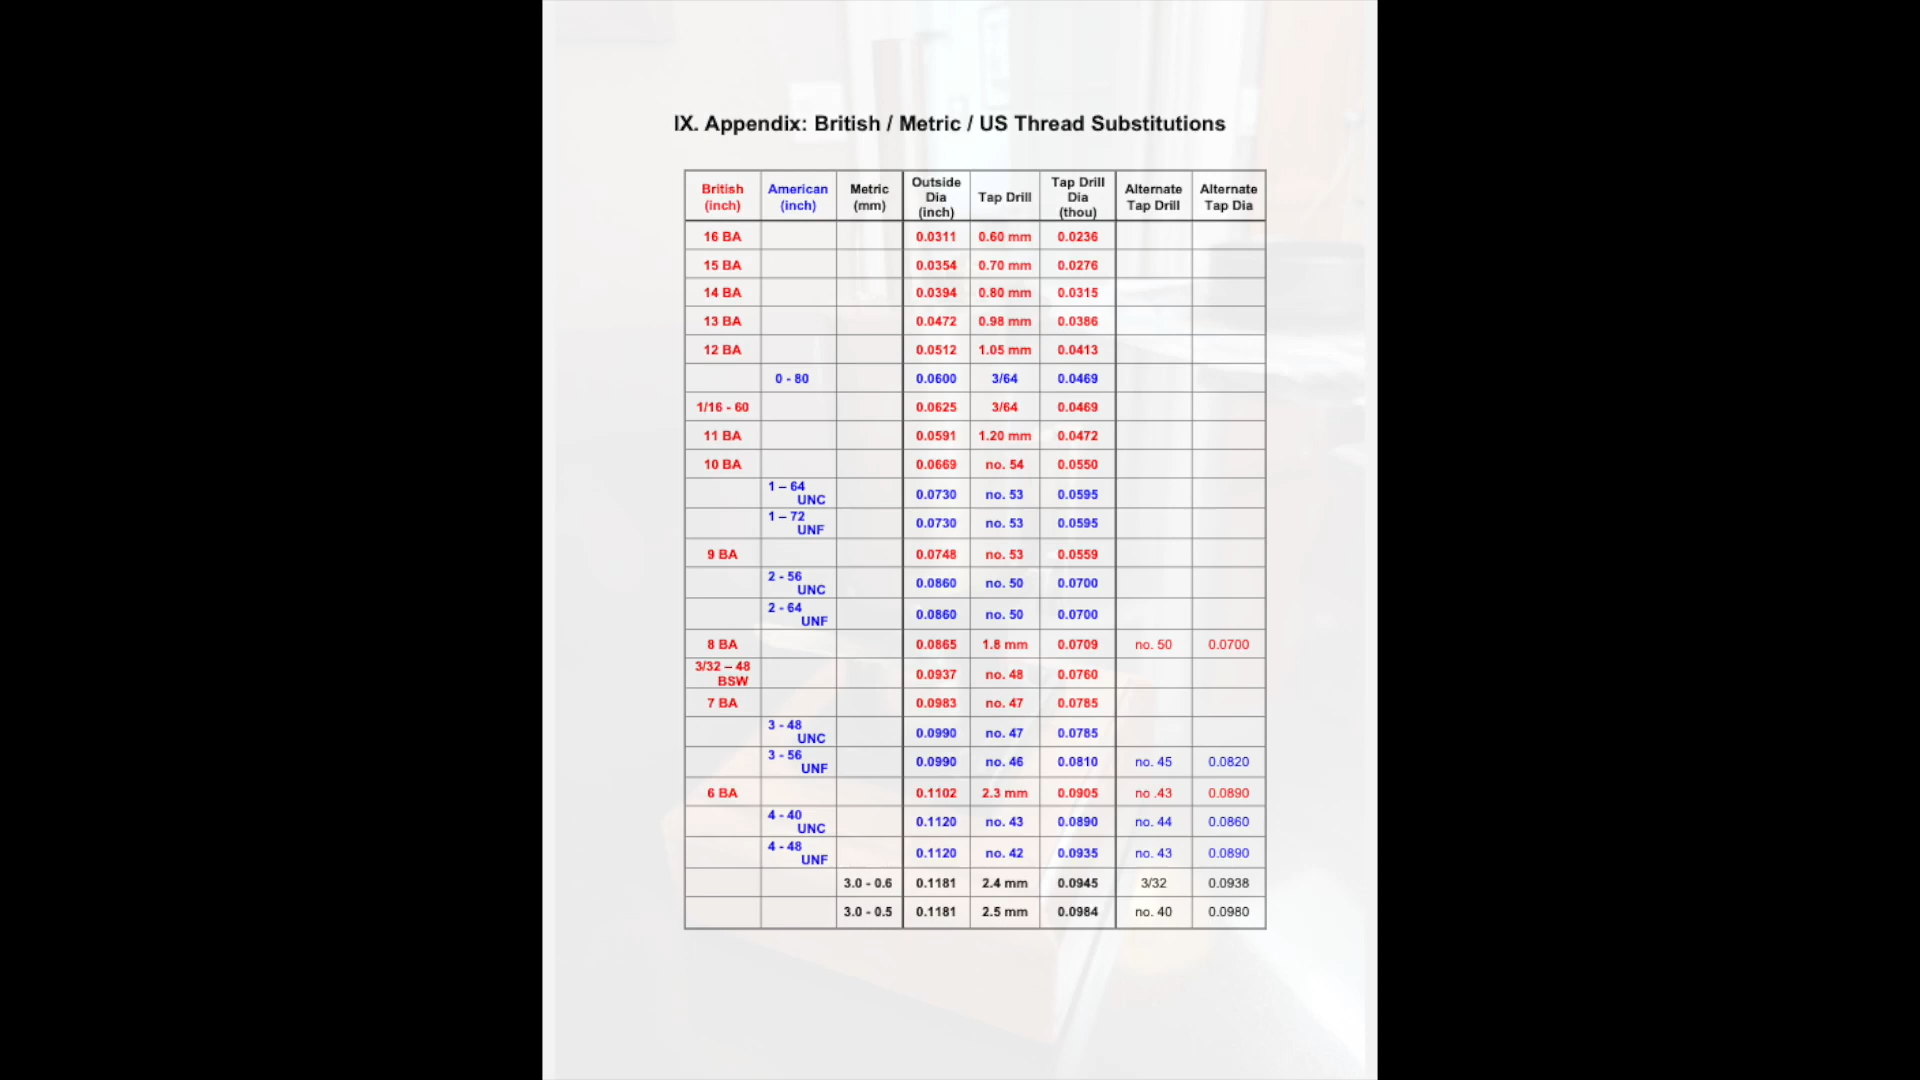 IX. Appendix: British / Metric / US Thread Substitutions
British (inch) American (inch) Metric (mm) Outside Dia (inch) Tap Drill Tap Drill Dia (thou) Alternate Tap Drill Alternate Tap Dia
16 BA 0.0311 0.60 mm 0.0236
15 BA 0.0354 0.70 mm 0.0276
14 BA 0.0394 0.80 mm 0.0315
13 BA 0.0472 0.98 mm 0.0386
12 BA 0.0512 1.05 mm 0.0413
0 - 80 0.0600 3/64 0.0469
1/16 - 60 0.0625 3/64 0.0469
11 BA 0.0591 1.20 mm 0.0472
10 BA 0.0669 no. 54 0.0550
1 – 64 UNC 0.0730 no. 53 0.0595
1 – 72 UNF 0.0730 no. 53 0.0595
9 BA 0.0748 no. 53 0.0559
2 - 56 UNC 0.0860 no. 50 0.0700
2 - 64 UNF 0.0860 no. 50 0.0700
8 BA 0.0865 1.8 mm 0.0709 no. 50 0.0700
3/32 – 48 BSW 0.0937 no. 48 0.0760
7 BA 0.0983 no. 47 0.0785
3 - 48 UNC 0.0990 no. 47 0.0785
3 - 56 UNF 0.0990 no. 46 0.0810 no. 45 0.0820
6 BA 0.1102 2.3 mm 0.0905 no .43 0.0890
4 - 40 UNC 0.1120 no. 43 0.0890 no. 44 0.0860
4 - 48 UNF 0.1120 no. 42 0.0935 no. 43 0.0890
3.0 - 0.6 0.1181 2.4 mm 0.0945 3/32 0.0938
3.0 - 0.5 0.1181 2.5 mm 0.0984 no. 40 0.0980